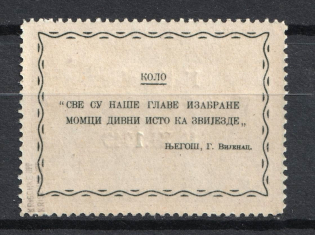 КОЛО
“СВЕ СУ НАШЕ ГЛАВЕ ИЗАБРАНЕ
МОМЦИ ДИВНИ ИСТО КА ЗВИЈЕЗДЕ„
ЊЕГОШ, Г. Вијенац.